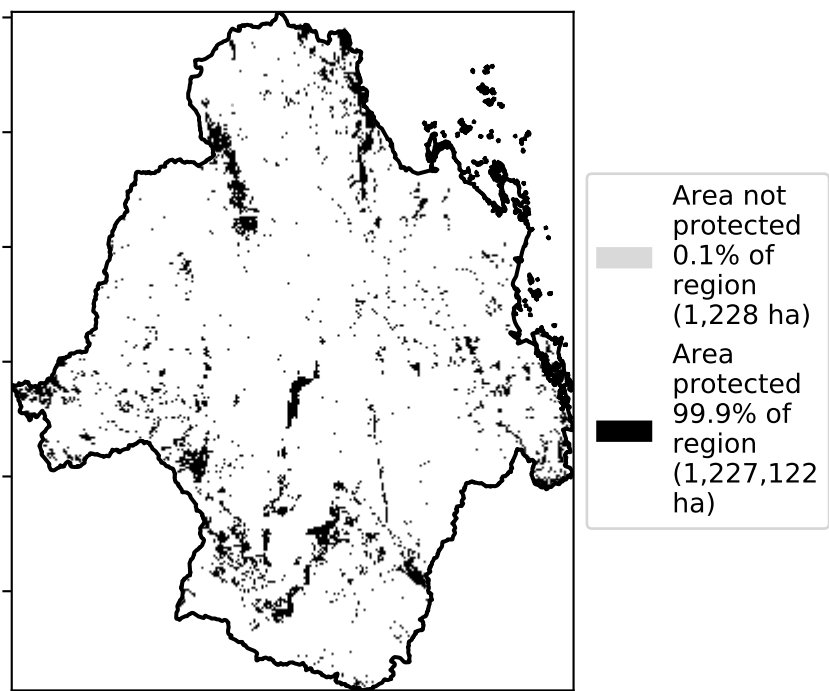 Area not
protected
0.1% of
region
(1,228 ha)
Area
protected
99.9% of
region
(1,227,122
ha)